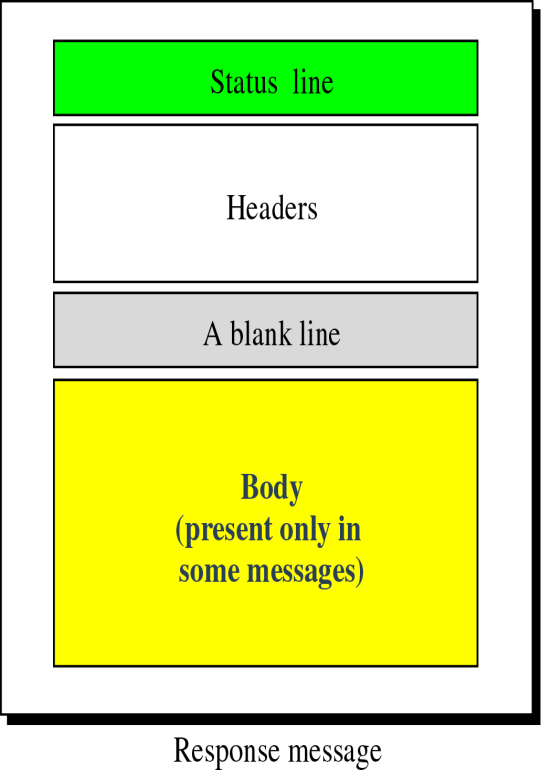 Status line
Headers
A blank line
Body
(present only in
some messages)
Response message